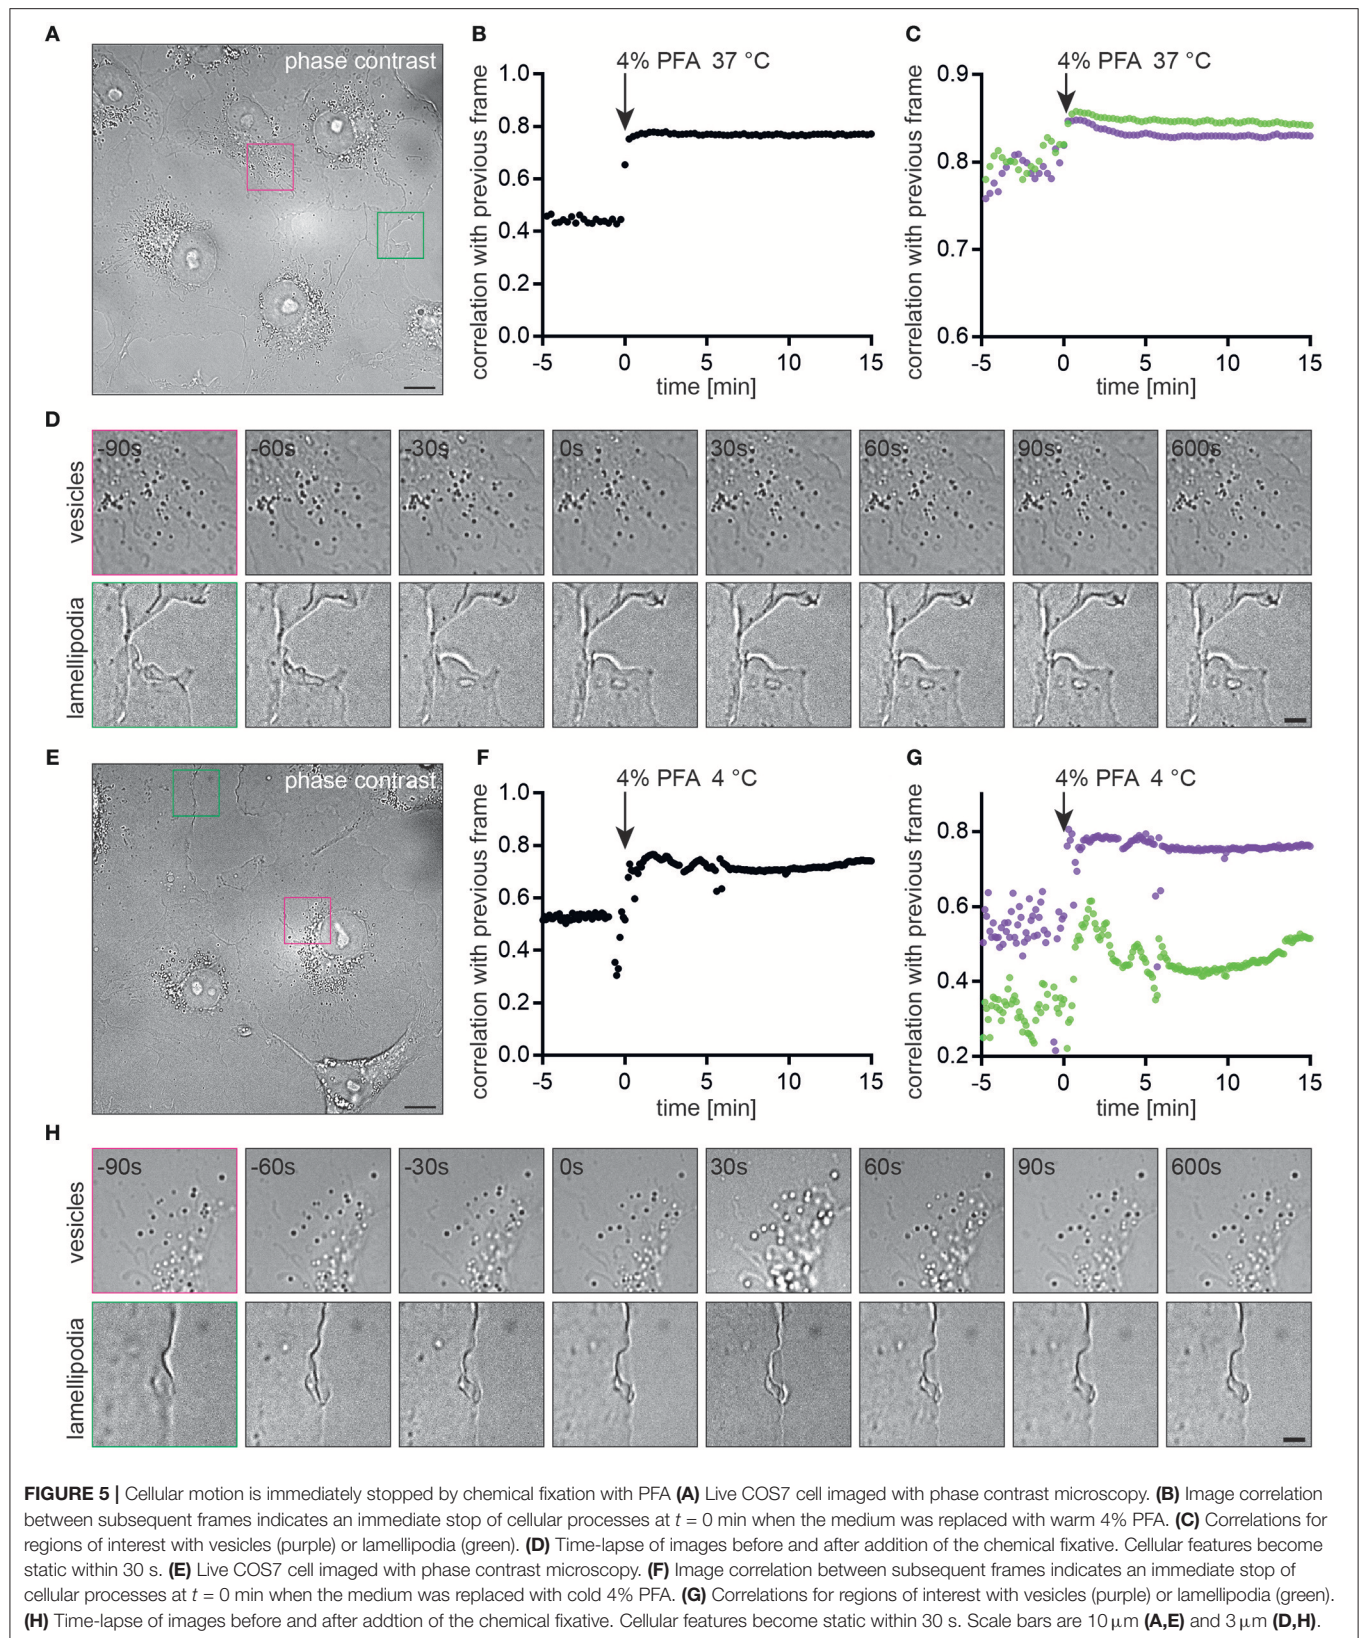 A
phase contrast
B
4% PFA 37 °C
correlation with previous frame
1.0
0.8
0.6
0.4
0.2
0.0
-5 0 5 10 15
time [min]
C
4% PFA 37 °C
correlation with previous frame
0.9
0.8
0.7
0.6
-5 0 5 10 15
time [min]
D
vesicles
-90s -60s -30s 0s 30s 60s 90s 600s
lamellipodia
E
phase contrast
F
4% PFA 4 °C
correlation with previous frame
1.0
0.8
0.6
0.4
0.2
0.0
-5 0 5 10 15
time [min]
G
4% PFA 4 °C
correlation with previous frame
0.8
0.6
0.4
0.2
-5 0 5 10 15
time [min]
H
vesicles
-90s -60s -30s 0s 30s 60s 90s 600s
lamellipodia
FIGURE 5 | Cellular motion is immediately stopped by chemical fixation with PFA (A) Live COS7 cell imaged with phase contrast microscopy. (B) Image correlation
between subsequent frames indicates an immediate stop of cellular processes at t = 0 min when the medium was replaced with warm 4% PFA. (C) Correlations for
regions of interest with vesicles (purple) or lamellipodia (green). (D) Time-lapse of images before and after addition of the chemical fixative. Cellular features become
static within 30 s. (E) Live COS7 cell imaged with phase contrast microscopy. (F) Image correlation between subsequent frames indicates an immediate stop of
cellular processes at t = 0 min when the medium was replaced with cold 4% PFA. (G) Correlations for regions of interest with vesicles (purple) or lamellipodia (green).
(H) Time-lapse of images before and after addtion of the chemical fixative. Cellular features become static within 30 s. Scale bars are 10 μm (A,E) and 3 μm (D,H).